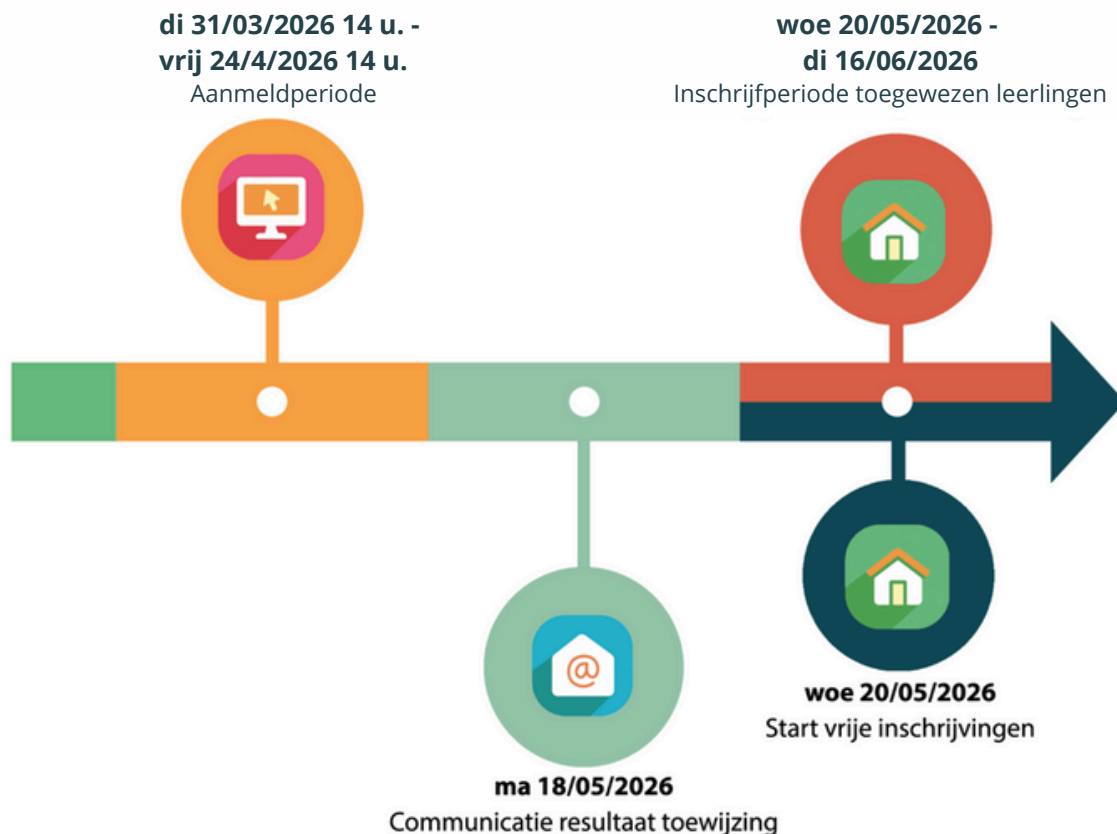 di 31/03/2026 14 u. -
vrij 24/4/2026 14 u.
Aanmeldperiode
woe 20/05/2026 -
di 16/06/2026
Inschrijfperiode toegewezen leerlingen
@
woe 20/05/2026
Start vrije inschrijvingen
ma 18/05/2026
Communicatie resultaat toewijzing